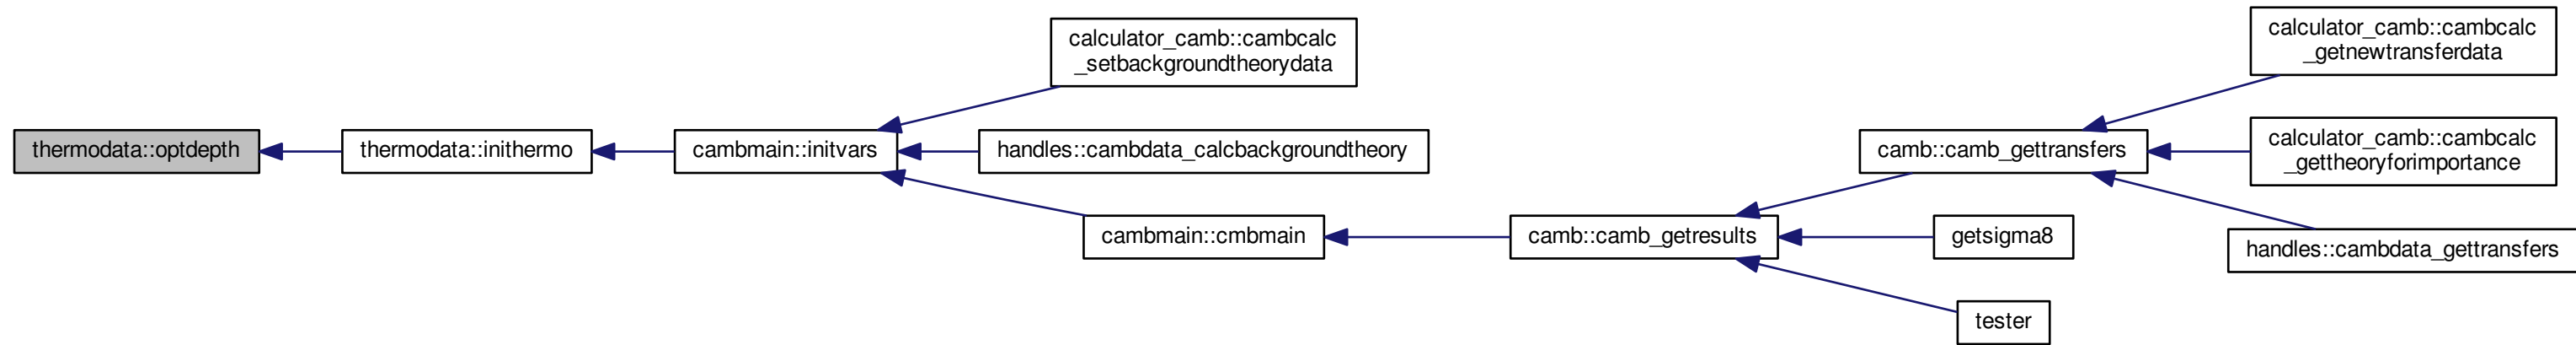 thermodata::optdepth
thermodata::inithermo
cambmain::initvars
calculator_camb::cambcalc
_setbackgroundtheorydata
handles::cambdata_calcbackgroundtheory
cambmain::cmbmain
camb::camb_getresults
camb::camb_gettransfers
getsigma8
tester
calculator_camb::cambcalc
_getnewtransferdata
calculator_camb::cambcalc
_gettheoryforimportance
handles::cambdata_gettransfers